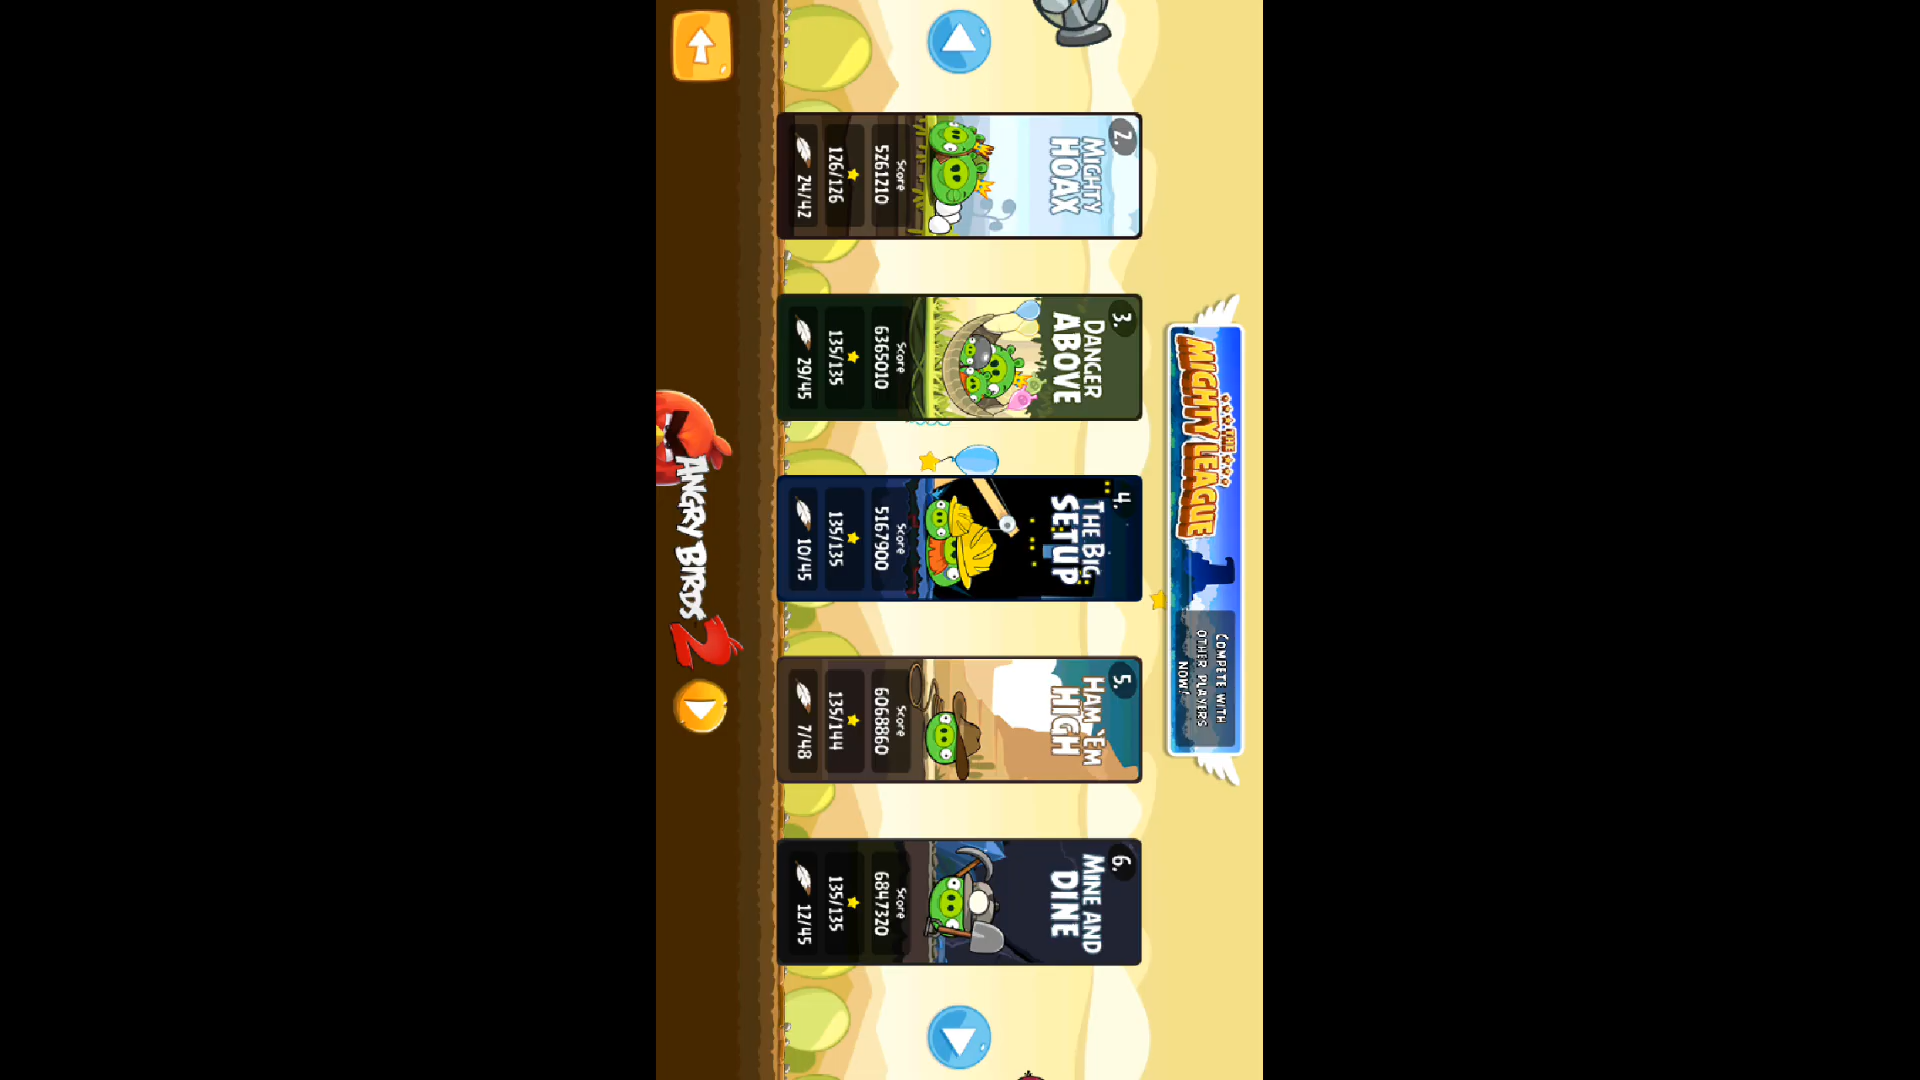 THE
MIGHTY LEAGUE
COMPETE WITH
OTHER PLAYERS
NOW!
2.
MIGHTY
HOAX
Score
5261210
126/126
24/42
3.
DANGER
ABOVE
Score
6365010
135/135
29/45
4.
THE BIG
SETUP
Score
5167900
135/135
10/45
5.
HAM 'EM
HIGH
Score
6068860
135/144
7/48
6.
MINE AND
DINE
Score
6847320
135/135
12/45
ANGRY BIRDS 2